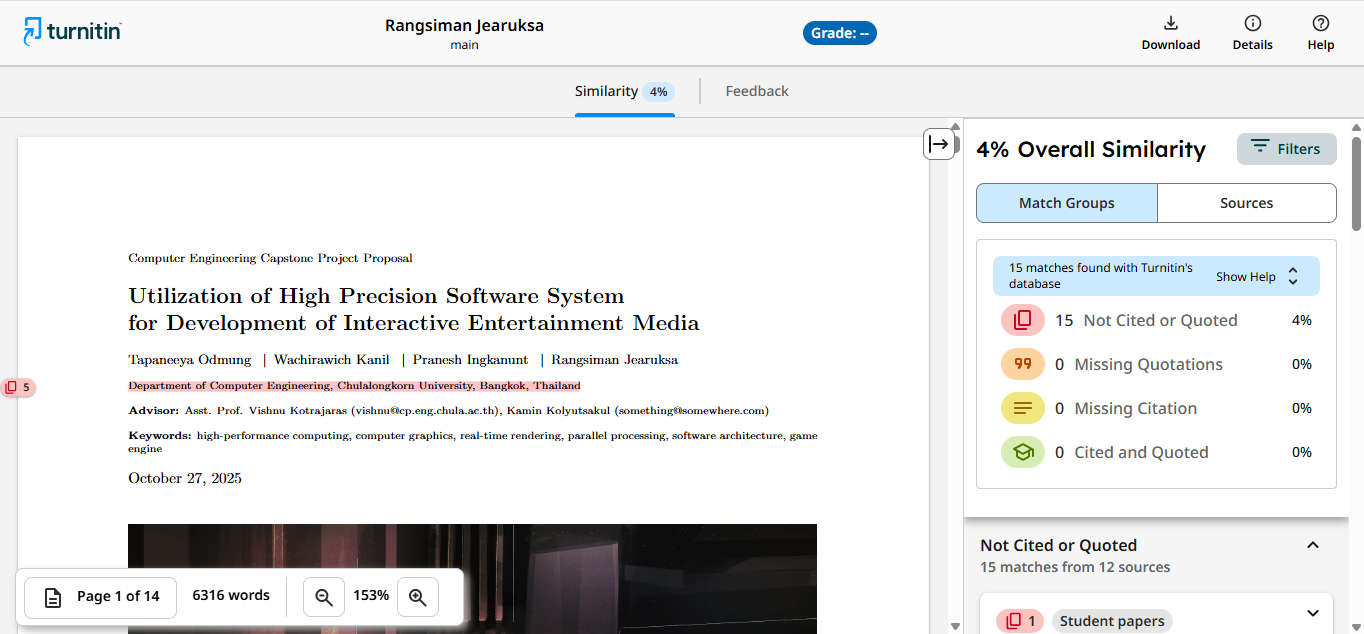 turnitin
Rangsiman Jearuksa
main
Grade: --
Download
Details
Help
Similarity 4%
Feedback
Computer Engineering Capstone Project Proposal
Utilization of High Precision Software System
for Development of Interactive Entertainment Media
Tapaneeya Odmung | Wachirawich Kanil | Pranesh Ingkanunt | Rangsiman Jearuksa
5
Department of Computer Engineering, Chulalongkorn University, Bangkok, Thailand
Advisor: Asst. Prof. Vishnu Kotrajaras (vishnu@cp.eng.chula.ac.th), Kamin Kolyutsakul (something@somewhere.com)
Keywords: high-performance computing, computer graphics, real-time rendering, parallel processing, software architecture, game
engine
October 27, 2025
Page 1 of 14
6316 words
153%
4% Overall Similarity
Filters
Match Groups
Sources
15 matches found with Turnitin's
database
Show Help
15 Not Cited or Quoted 4%
0 Missing Quotations 0%
0 Missing Citation 0%
0 Cited and Quoted 0%
Not Cited or Quoted
15 matches from 12 sources
1 Student papers